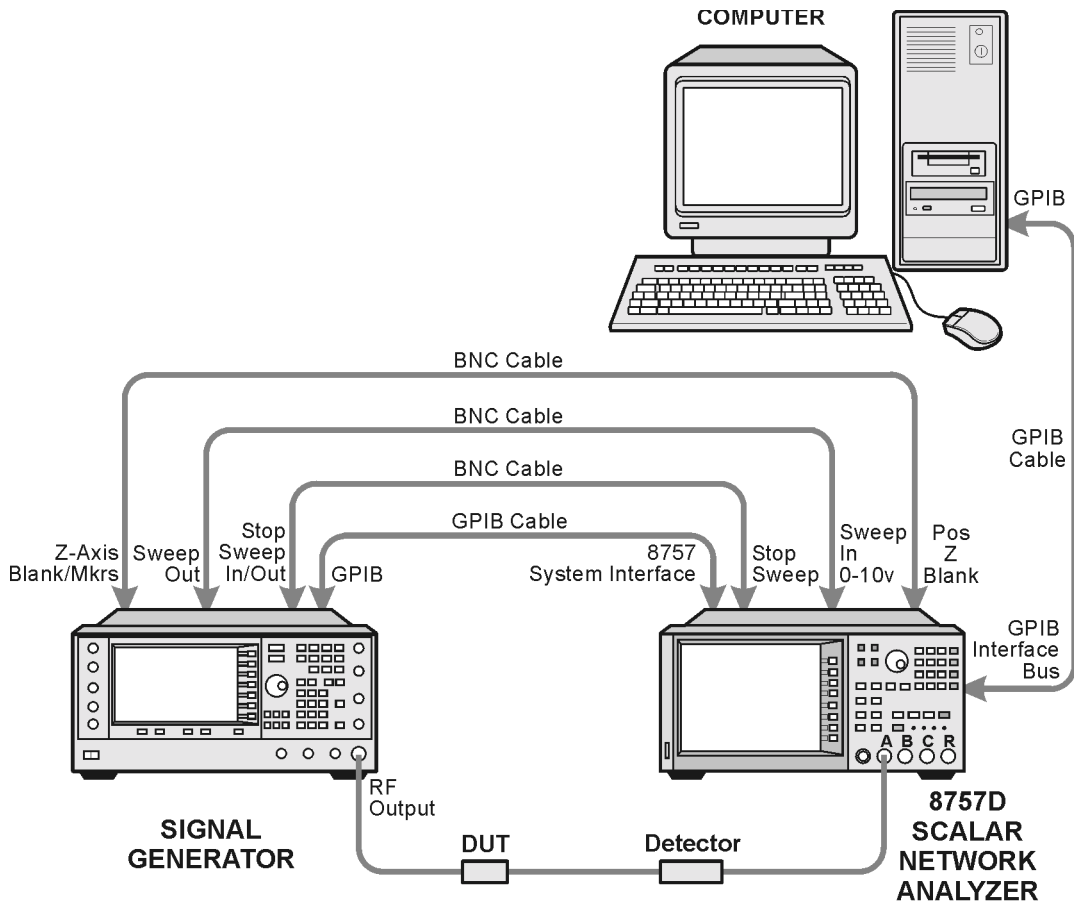 COMPUTER
GPIB
BNC Cable
BNC Cable
BNC Cable
GPIB Cable
GPIB
Cable
Z-Axis
Blank/Mkrs
Sweep
Out
Stop
Sweep
In/Out
GPIB
8757
System Interface
Stop
Sweep
Sweep
In
0-10v
Pos
Z
Blank
GPIB
Interface
Bus
A B C R
RF
Output
SIGNAL
GENERATOR
DUT
Detector
8757D
SCALAR
NETWORK
ANALYZER